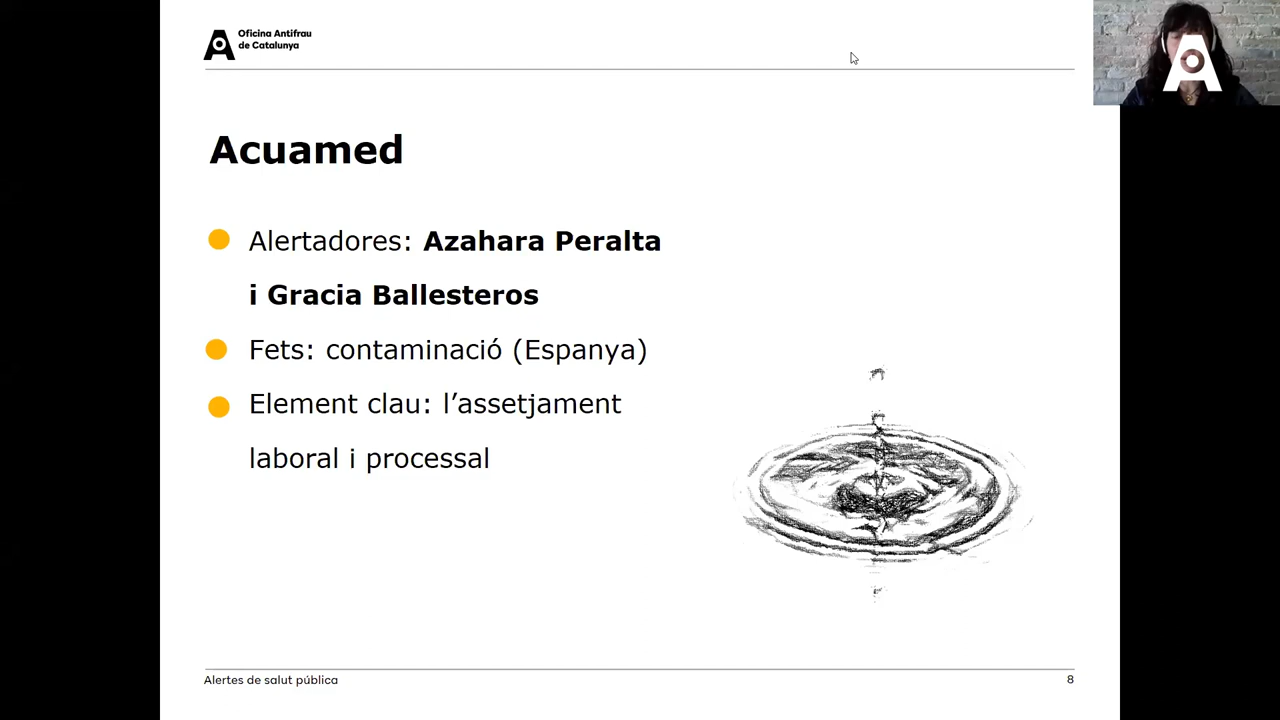 Oficina Antifrau
de Catalunya
Acuamed
Alertadores: Azahara Peralta
i Gracia Ballesteros
Fets: contaminació (Espanya)
Element clau: l’assetjament
laboral i processal
Alertes de salut pública
8